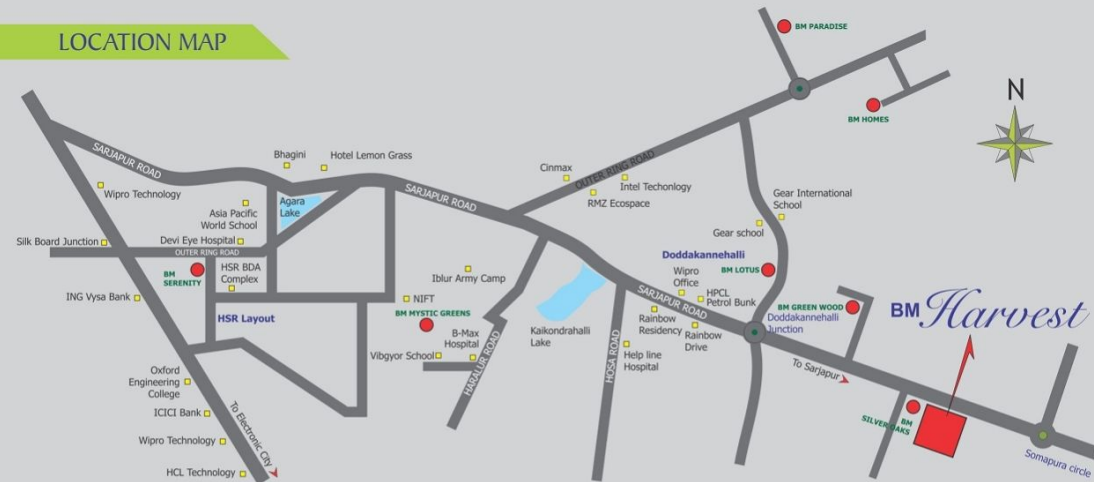 LOCATION MAP
BM PARADISE
N
BM HOMES
SARJAPUR ROAD
Bhagini
Hotel Lemon Grass
Cinmax
OUTER RING ROAD
Intel Techonlogy
RMZ Ecospace
Wipro Technology
Agara
Lake
SARJAPUR ROAD
Gear International
School
Asia Pacific
World School
Gear school
Silk Board Junction
Devi Eye Hospital
OUTER RING ROAD
Doddakannehalli
BM
SERENITY
HSR BDA
Complex
Iblur Army Camp
Wipro
Office
BM LOTUS
ING Vysa Bank
NIFT
SARJAPUR ROAD
HPCL
Petrol Bunk
BM GREEN WOOD
BM Harvest
HSR Layout
BM MYSTIC GREENS
Kaikondrahalli
Lake
Rainbow
Residency
Rainbow
Drive
Doddakannehalli
Junction
B-Max
Hospital
Vibgyor School
HARALUR ROAD
HOSA ROAD
Help line
Hospital
To Sarjapur
Oxford
Engineering
College
ICICI Bank
To Electronic City
BM
SILVER OAKS
Wipro Technology
Somapura circle
HCL Technology